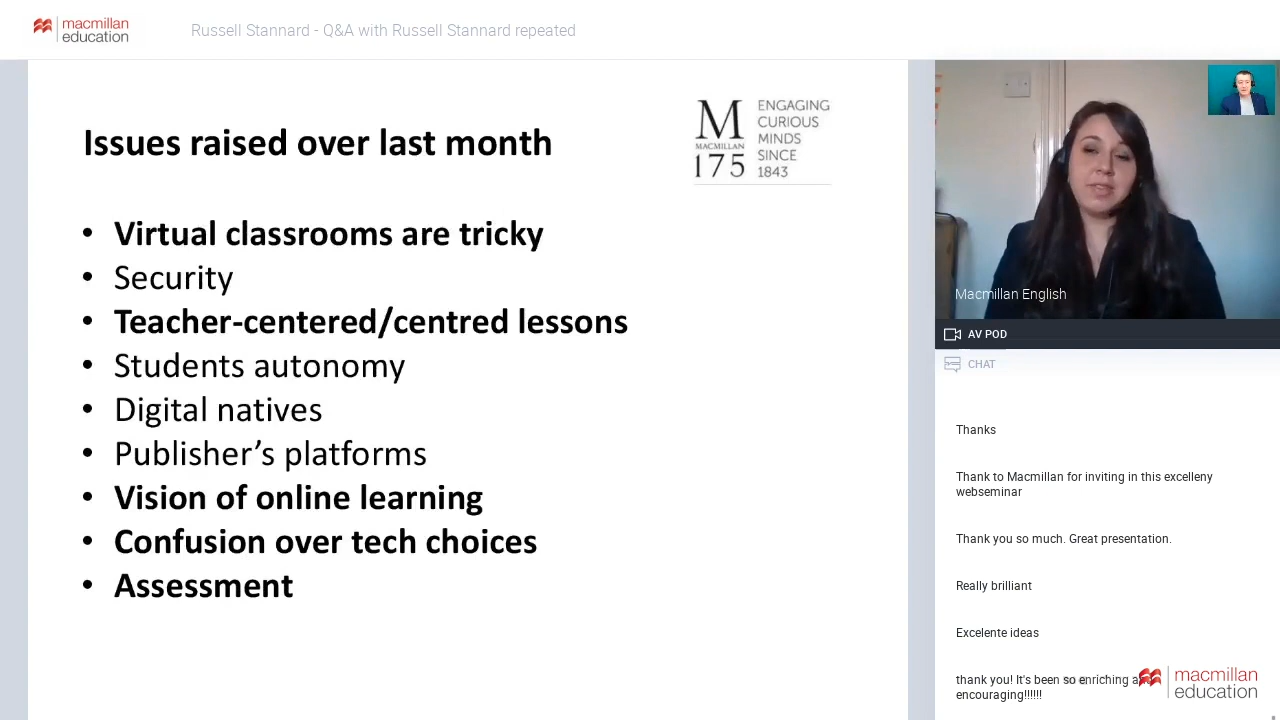 macmillan
education
Russell Stannard - Q&A with Russell Stannard repeated
Issues raised over last month
M
MACMILLAN
175
ENGAGING
CURIOUS
MINDS
SINCE
1843
• Virtual classrooms are tricky
• Security
• Teacher-centered/centred lessons
• Students autonomy
• Digital natives
• Publisher’s platforms
• Vision of online learning
• Confusion over tech choices
• Assessment
Macmillan English
AV POD
CHAT
Thanks
Thank to Macmillan for inviting in this excelleny
webseminar
Thank you so much. Great presentation.
Really brilliant
Excelente ideas
thank you! It's been so enriching
encouraging!!!!!!
macmillan
education